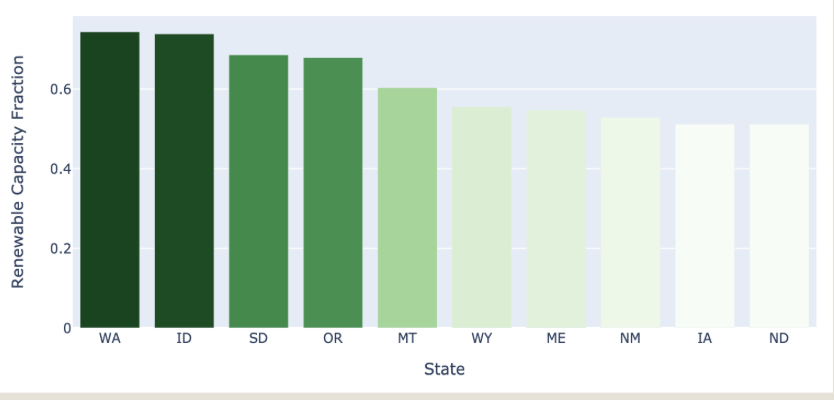 Renewable Capacity Fraction
0.6
0.4
0.2
0
WA ID SD OR MT WY ME NM IA ND
State